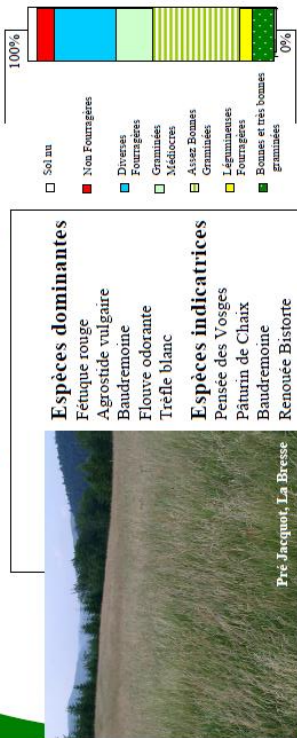 Espèces dominantes
Fétuque rouge
Agrostide vulgaire
Baudremoine
Flouve odorante
Trèfle blanc
Espèces indicatrices
Pensée des Vosges
Pâturin de Chaix
Baudremoine
Renouée Bistorte
Pré Jacquot, La Bresse
100%
0%
Sol nu
Non Fourragères
Diverses
Fourragères
Graminées
Médiocres
Assez Bonnes
Graminées
Légumineuses
Fourragères
Bonnes et très bonnes
graminées